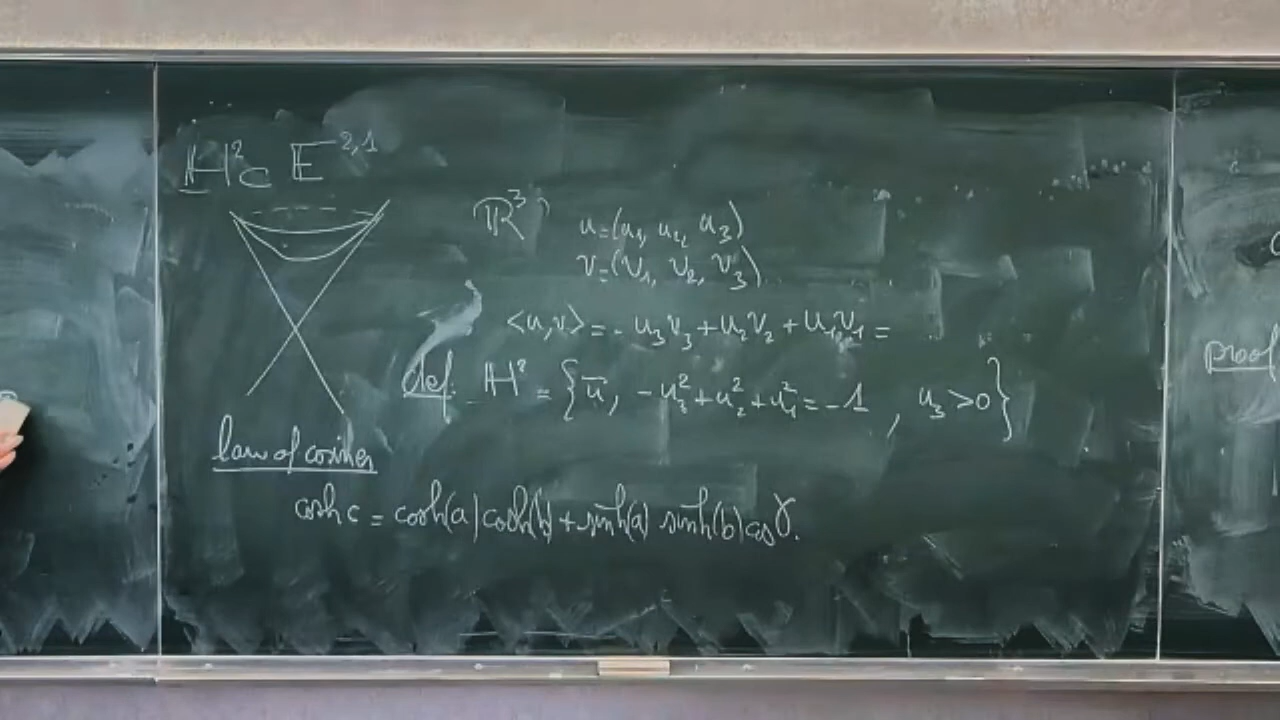 ℍ² ⊂ E^{2,1}
ℝ³ u=(u₁, u₂, u₃)
v=(v₁, v₂, v₃)
<u,v> = - u₃v₃ + u₂v₂ + u₁v₁ =
def: ℍ² = {u̅, -u₃²+u₂²+u₁² = -1, u₃>0}
law of cosines
cosh c = cosh(a) cosh(b) + sinh(a) sinh(b) cos γ.
proof